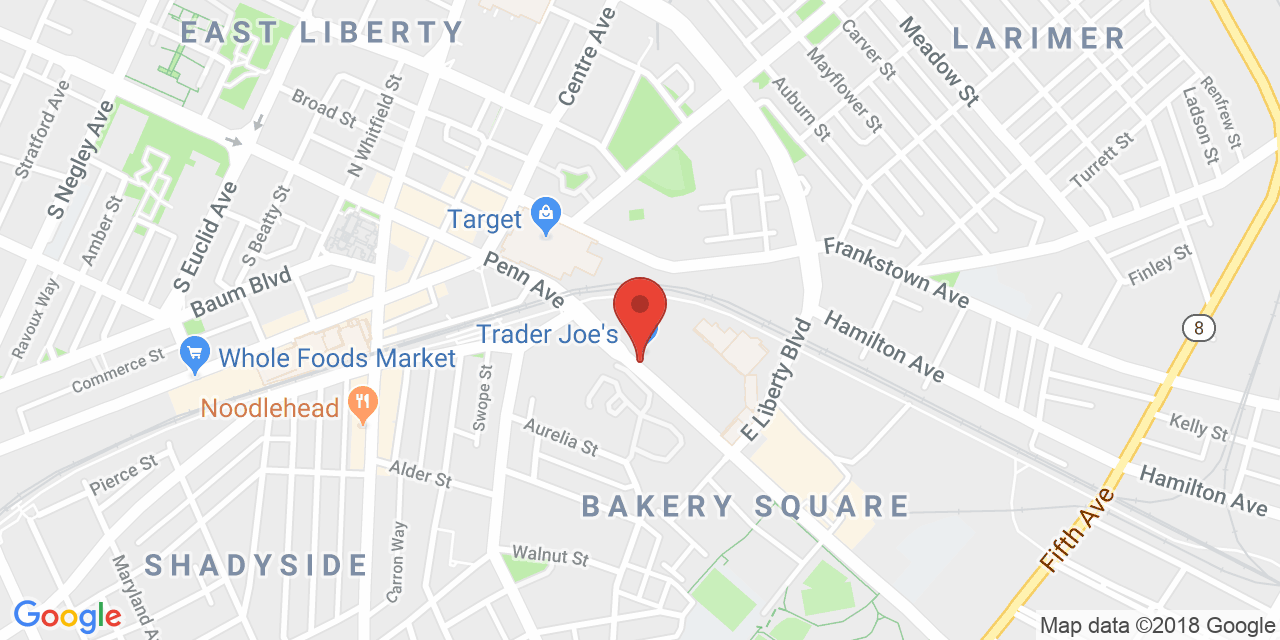 EAST LIBERTY
LARIMER
Centre Ave
Meadow St
Carver St
Mayflower St
Auburn St
Renfrew St
Ladson St
Turrett St
Stratford Ave
S Negley Ave
Broad St
N Whitfield St
Amber St
S Euclid Ave
S Beatty St
Target
Penn Ave
Baum Blvd
Frankstown Ave
Finley St
Ravoux Way
Trader Joe's
Hamilton Ave
8
Commerce St
Whole Foods Market
E Liberty Blvd
Noodlehead
Swope St
Aurelia St
Kelly St
Pierce St
Alder St
Hamilton Ave
BAKERY SQUARE
Fifth Ave
SHADYSIDE
Carron Way
Walnut St
Maryland A
Google
Map data ©2018 Google